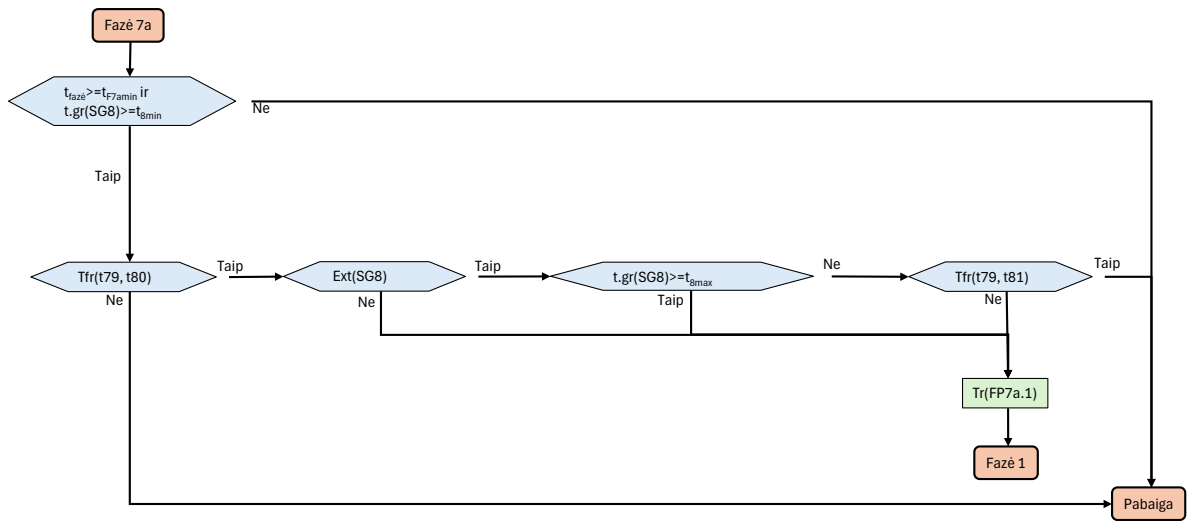 Fazė 7a
tfazė>=tF7amin ir
t.gr(SG8)>=t8min
Ne
Taip
Tfr(t79, t80)
Taip
Ext(SG8)
Taip
t.gr(SG8)>=t8max
Ne
Tfr(t79, t81)
Taip
Ne
Ne
Taip
Ne
Tr(FP7a.1)
Fazė 1
Pabaiga